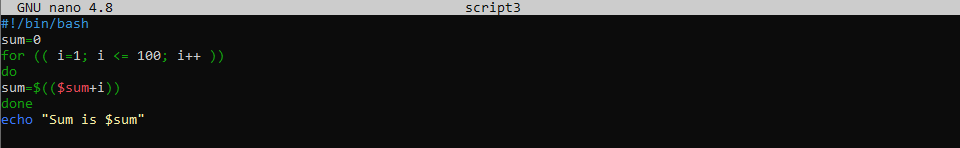 GNU nano 4.8 script3
#!/bin/bash
sum=0
for (( i=1; i <= 100; i++ ))
do
sum=$(($sum+i))
done
echo "Sum is $sum"